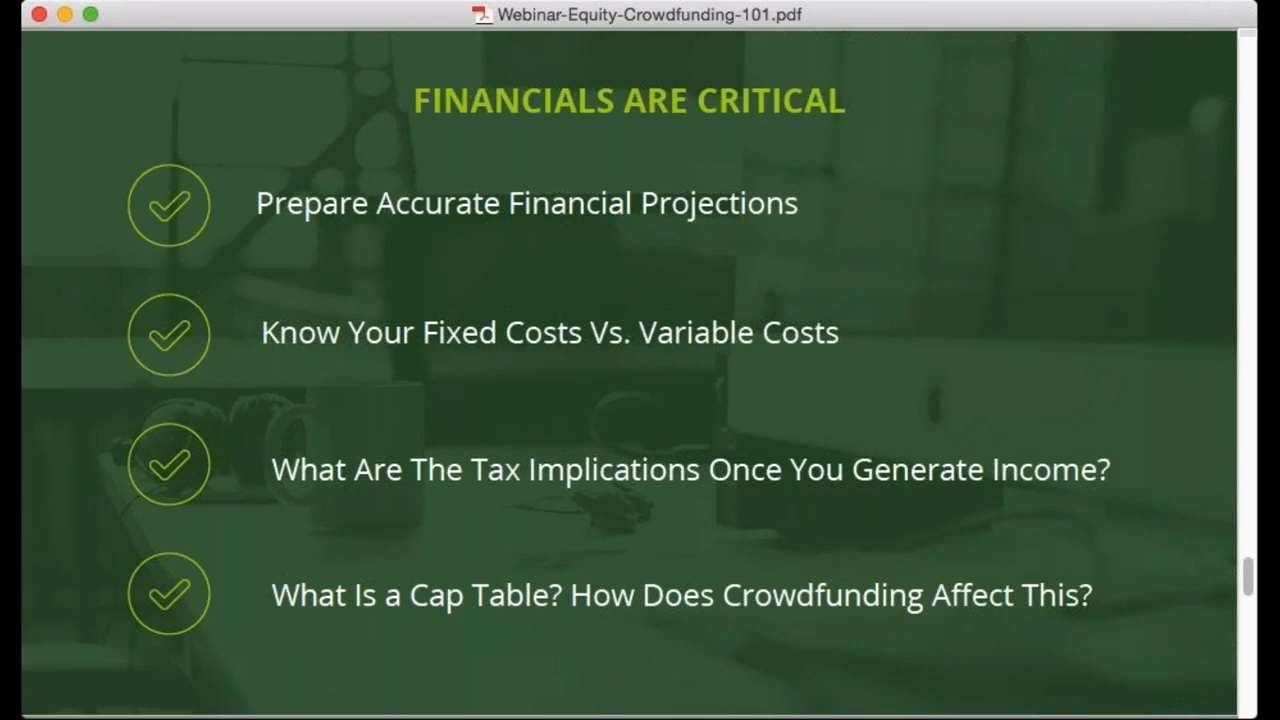 Webinar-Equity-Crowdfunding-101.pdf
FINANCIALS ARE CRITICAL
Prepare Accurate Financial Projections
Know Your Fixed Costs Vs. Variable Costs
What Are The Tax Implications Once You Generate Income?
What Is a Cap Table? How Does Crowdfunding Affect This?